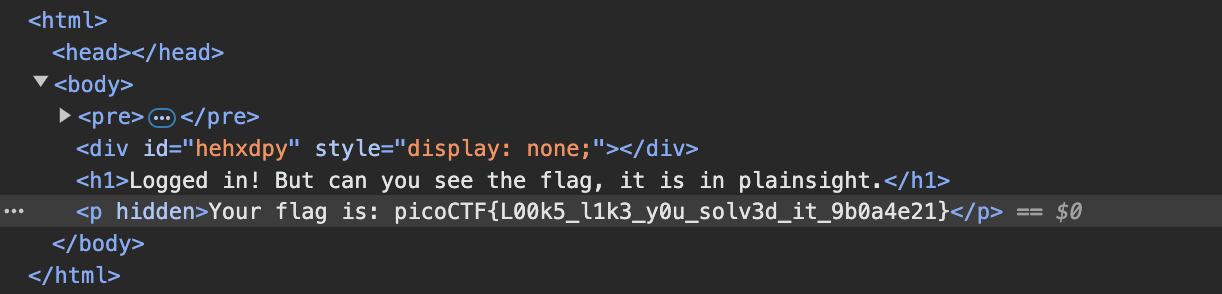 <html>
<head></head>
<body>
<pre>…</pre>
<div id="hehxdpy" style="display: none;"></div>
<h1>Logged in! But can you see the flag, it is in plainsight.</h1>
… <p hidden>Your flag is: picoCTF{L00k5_l1k3_y0u_solv3d_it_9b0a4e21}</p> == $0
</body>
</html>